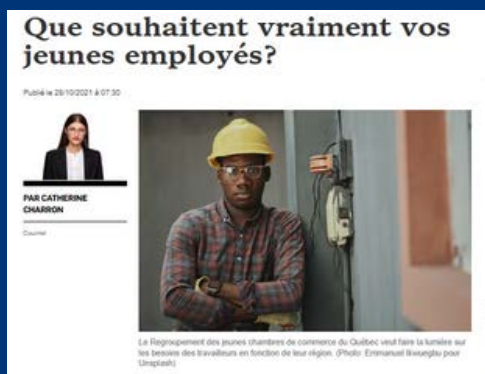 Que souhaitent vraiment vos
jeunes employés?
Publié le 28/10/2021 à 07:30
PAR CATHERINE
CHARRON
Courriel
Le Regroupement des jeunes chambres de commerce du Québec veut faire la lumière sur
les besoins des travailleurs en fonction de leur région. (Photo: Emmanuel Ikwuegbu pour
Unsplash)